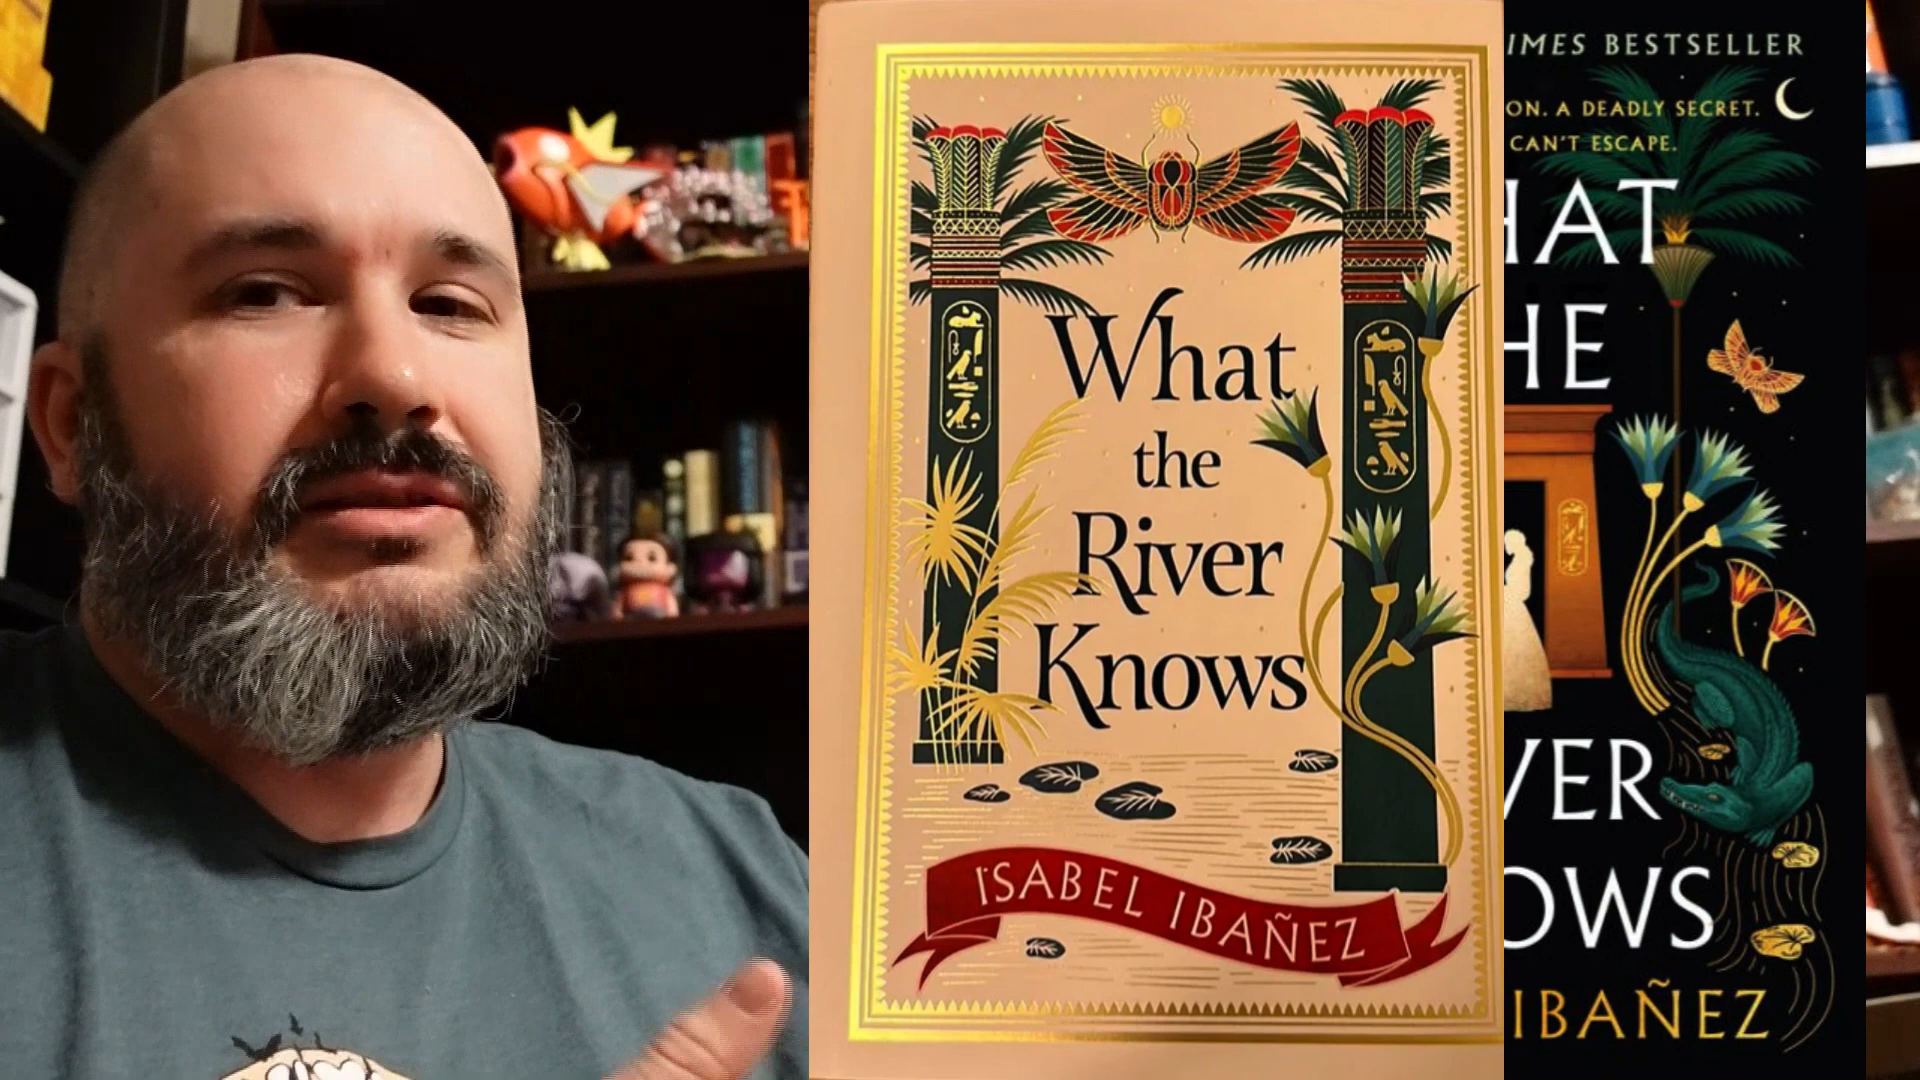 What
the
River
Knows
ISABEL IBAÑEZ
IMES BESTSELLER
ON. A DEADLY SECRET.
CAN'T ESCAPE.
HAT
HE
VER
OWS
IBAÑEZ